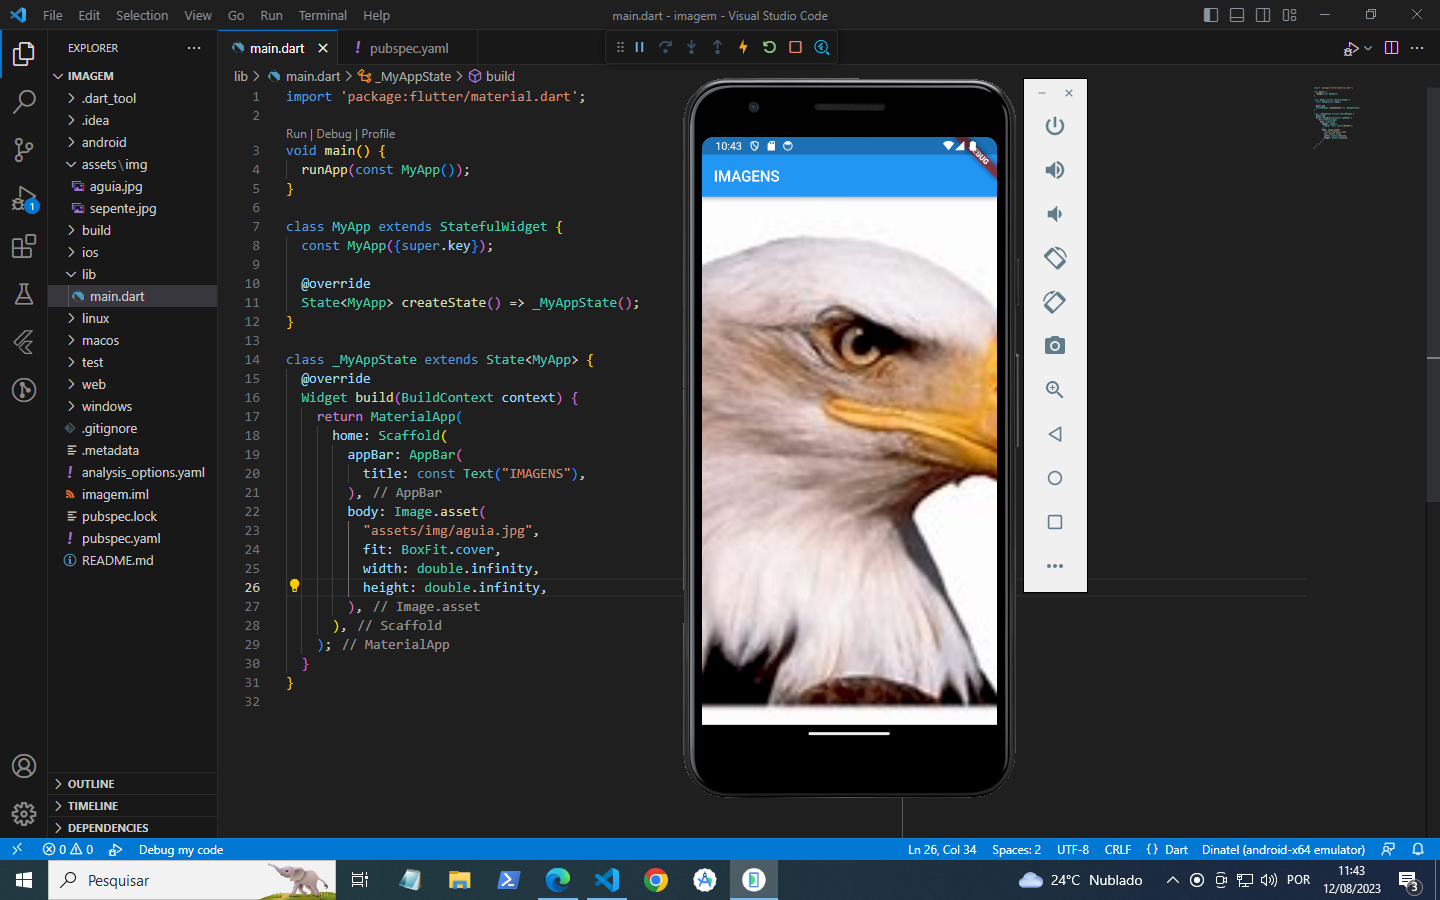 File Edit Selection View Go Run Terminal Help
main.dart - imagem - Visual Studio Code
EXPLORER
IMAGEM
.dart_tool
.idea
android
assets\img
aguia.jpg
sepente.jpg
build
ios
lib
main.dart
linux
macos
test
web
windows
.gitignore
.metadata
analysis_options.yaml
imagem.iml
pubspec.lock
pubspec.yaml
README.md
OUTLINE
TIMELINE
DEPENDENCIES
1
main.dart
pubspec.yaml
lib > main.dart > _MyAppState > build
1 import 'package:flutter/material.dart';
2
Run | Debug | Profile
3 void main() {
4 runApp(const MyApp());
5 }
6
7 class MyApp extends StatefulWidget {
8 const MyApp({super.key});
9
10 @override
11 State<MyApp> createState() => _MyAppState();
12 }
13
14 class _MyAppState extends State<MyApp> {
15 @override
16 Widget build(BuildContext context) {
17 return MaterialApp(
18 home: Scaffold(
19 appBar: AppBar(
20 title: const Text("IMAGENS"),
21 ), // AppBar
22 body: Image.asset(
23 "assets/img/aguia.jpg",
24 fit: BoxFit.cover,
25 width: double.infinity,
26 height: double.infinity,
27 ), // Image.asset
28 ), // Scaffold
29 ); // MaterialApp
30 }
31 }
32
10:43
DEBUG
IMAGENS
0 0 Debug my code
Ln 26, Col 34 Spaces: 2 UTF-8 CRLF {} Dart Dinatel (android-x64 emulator)
Pesquisar
24°C Nublado
POR
11:43
12/08/2023
3